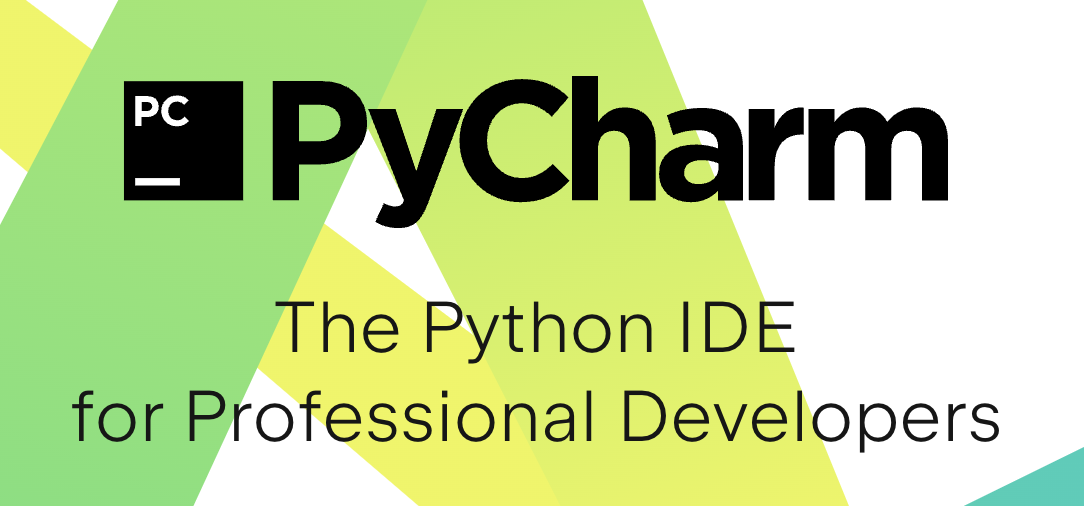 PC
PyCharm
The Python IDE
for Professional Developers